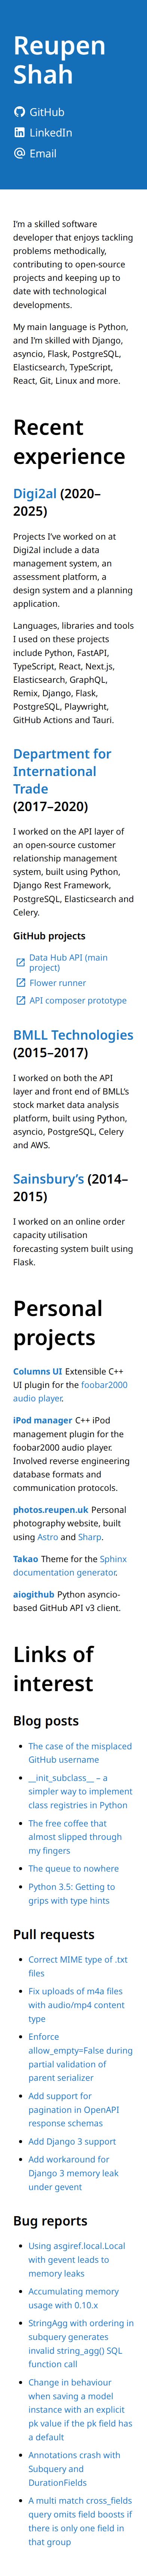 Reupen
Shah
GitHub
LinkedIn
Email
I'm a skilled software
developer that enjoys tackling
problems methodically,
contributing to open-source
projects and keeping up to
date with technological
developments.
My main language is Python,
and I'm skilled with Django,
asyncio, Flask, PostgreSQL,
Elasticsearch, TypeScript,
React, Git, Linux and more.
Recent
experience
Digi2al (2020–
2025)
Projects I've worked on at
Digi2al include a data
management system, an
assessment platform, a
design system and a planning
application.
Languages, libraries and tools
I used on these projects
include Python, FastAPI,
TypeScript, React, Next.js,
Elasticsearch, GraphQL,
Remix, Django, Flask,
PostgreSQL, Playwright,
GitHub Actions and Tauri.
Department for
International
Trade
(2017–2020)
I worked on the API layer of
an open-source customer
relationship management
system, built using Python,
Django Rest Framework,
PostgreSQL, Elasticsearch and
Celery.
GitHub projects
Data Hub API (main
project)
Flower runner
API composer prototype
BMLL Technologies
(2015–2017)
I worked on both the API
layer and front end of BMLL's
stock market data analysis
platform, built using Python,
asyncio, PostgreSQL, Celery
and AWS.
Sainsbury's (2014–
2015)
I worked on an online order
capacity utilisation
forecasting system built using
Flask.
Personal
projects
Columns UI Extensible C++
UI plugin for the foobar2000
audio player.
iPod manager C++ iPod
management plugin for the
foobar2000 audio player.
Involved reverse engineering
database formats and
communication protocols.
photos.reupen.uk Personal
photography website, built
using Astro and Sharp.
Takao Theme for the Sphinx
documentation generator.
aiogithub Python asyncio-
based GitHub API v3 client.
Links of
interest
Blog posts
• The case of the misplaced
GitHub username
• __init_subclass__ – a
simpler way to implement
class registries in Python
• The free coffee that
almost slipped through
my fingers
• The queue to nowhere
• Python 3.5: Getting to
grips with type hints
Pull requests
• Correct MIME type of .txt
files
• Fix uploads of m4a files
with audio/mp4 content
type
• Enforce
allow_empty=False during
partial validation of
parent serializer
• Add support for
pagination in OpenAPI
response schemas
• Add Django 3 support
• Add workaround for
Django 3 memory leak
under gevent
Bug reports
• Using asgiref.local.Local
with gevent leads to
memory leaks
• Accumulating memory
usage with 0.10.x
• StringAgg with ordering in
subquery generates
invalid string_agg() SQL
function call
• Change in behaviour
when saving a model
instance with an explicit
pk value if the pk field has
a default
• Annotations crash with
Subquery and
DurationFields
• A multi match cross_fields
query omits field boosts if
there is only one field in
that group